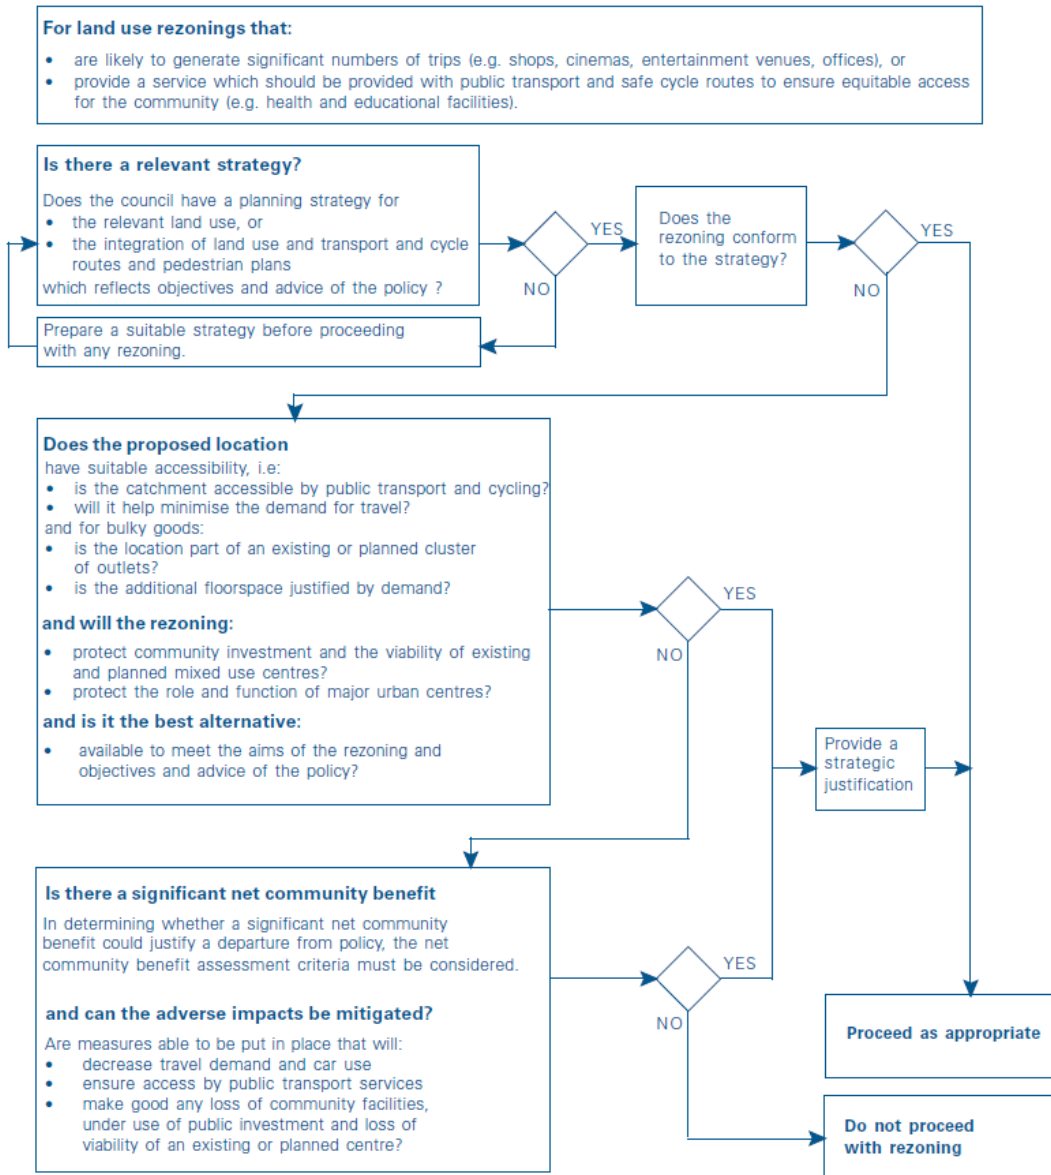 For land use rezonings that:
• are likely to generate significant numbers of trips (e.g. shops, cinemas, entertainment venues, offices), or
• provide a service which should be provided with public transport and safe cycle routes to ensure equitable access
for the community (e.g. health and educational facilities).
Is there a relevant strategy?
Does the council have a planning strategy for
• the relevant land use, or
• the integration of land use and transport and cycle
routes and pedestrian plans
which reflects objectives and advice of the policy ?
YES
NO
Does the
rezoning conform
to the strategy?
YES
NO
Prepare a suitable strategy before proceeding
with any rezoning.
Does the proposed location
have suitable accessibility, i.e:
• is the catchment accessible by public transport and cycling?
• will it help minimise the demand for travel?
and for bulky goods:
• is the location part of an existing or planned cluster
of outlets?
• is the additional floorspace justified by demand?
and will the rezoning:
• protect community investment and the viability of existing
and planned mixed use centres?
• protect the role and function of major urban centres?
and is it the best alternative:
• available to meet the aims of the rezoning and
objectives and advice of the policy?
YES
NO
Provide a
strategic
justification
Is there a significant net community benefit
In determining whether a significant net community
benefit could justify a departure from policy, the net
community benefit assessment criteria must be considered.
and can the adverse impacts be mitigated?
Are measures able to be put in place that will:
• decrease travel demand and car use
• ensure access by public transport services
• make good any loss of community facilities,
under use of public investment and loss of
viability of an existing or planned centre?
YES
NO
Proceed as appropriate
Do not proceed
with rezoning